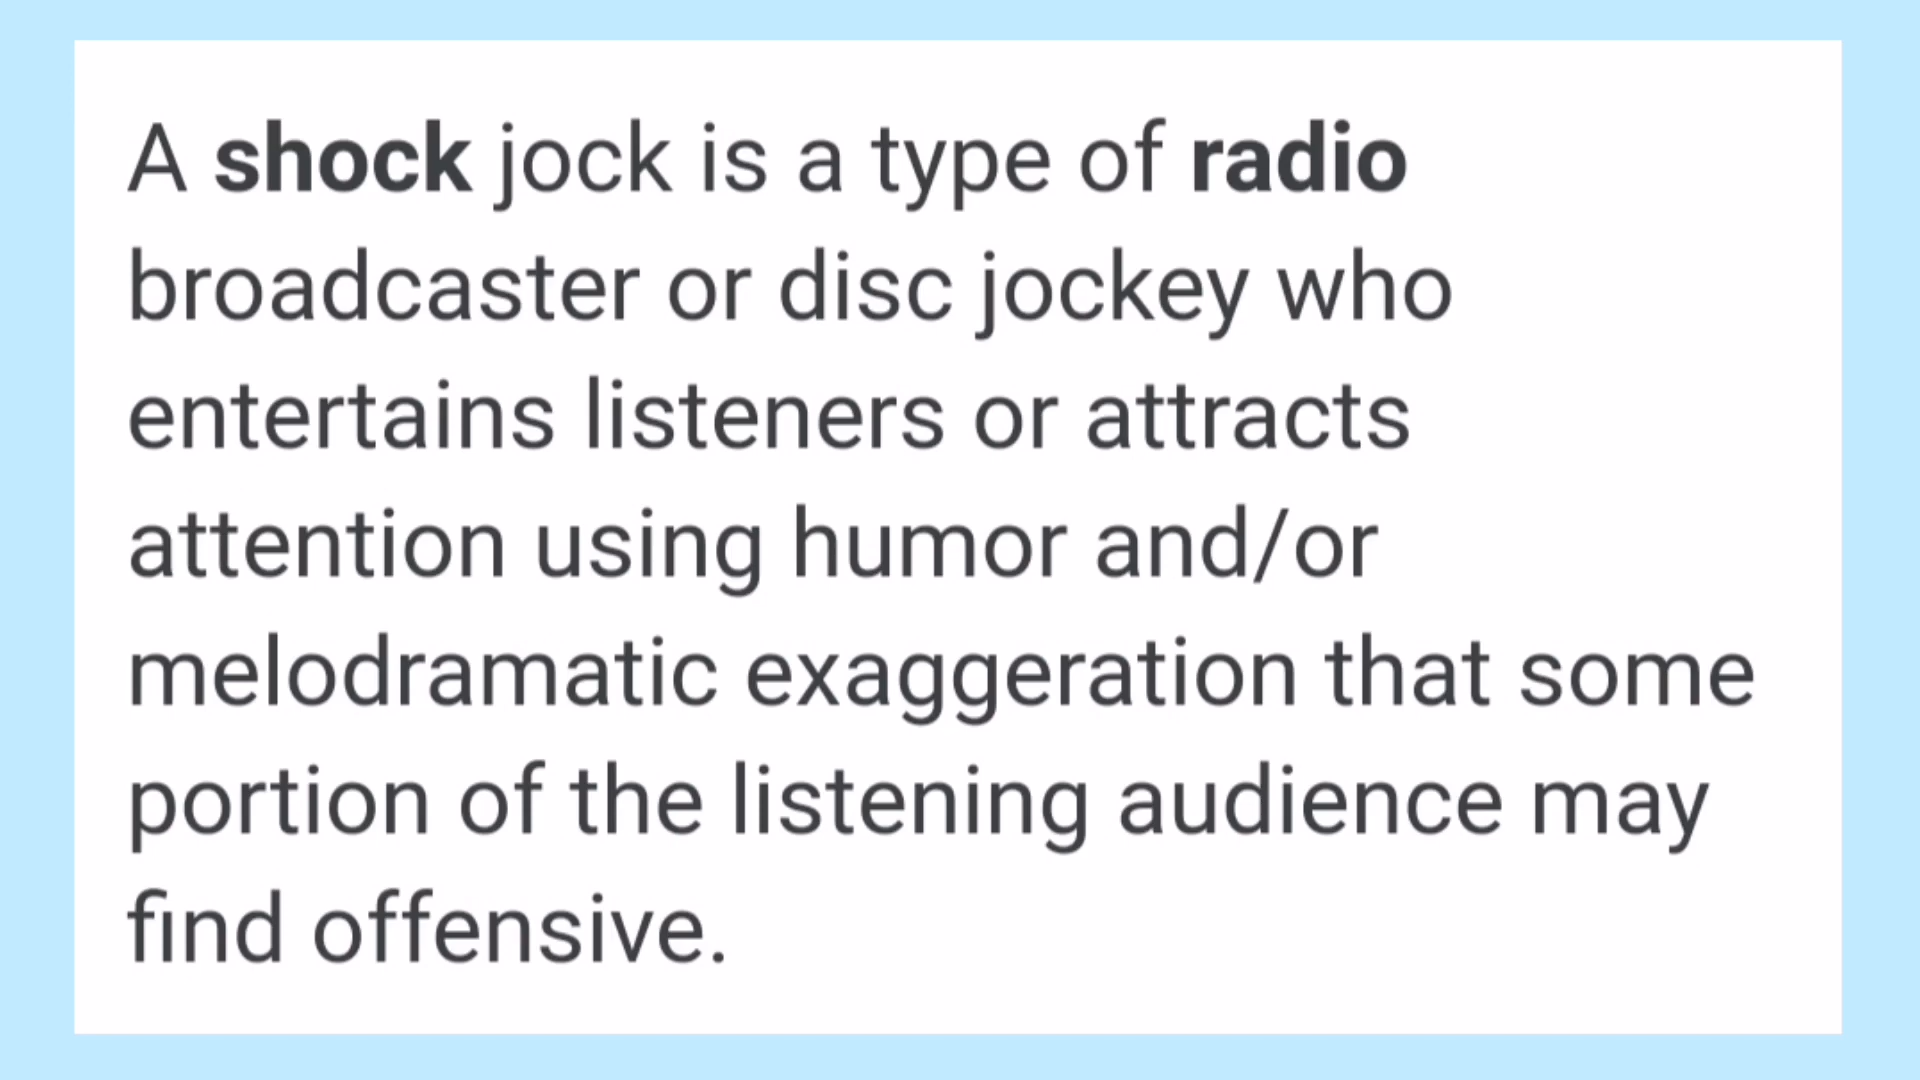 A shock jock is a type of radio
broadcaster or disc jockey who
entertains listeners or attracts
attention using humor and/or
melodramatic exaggeration that some
portion of the listening audience may
find offensive.